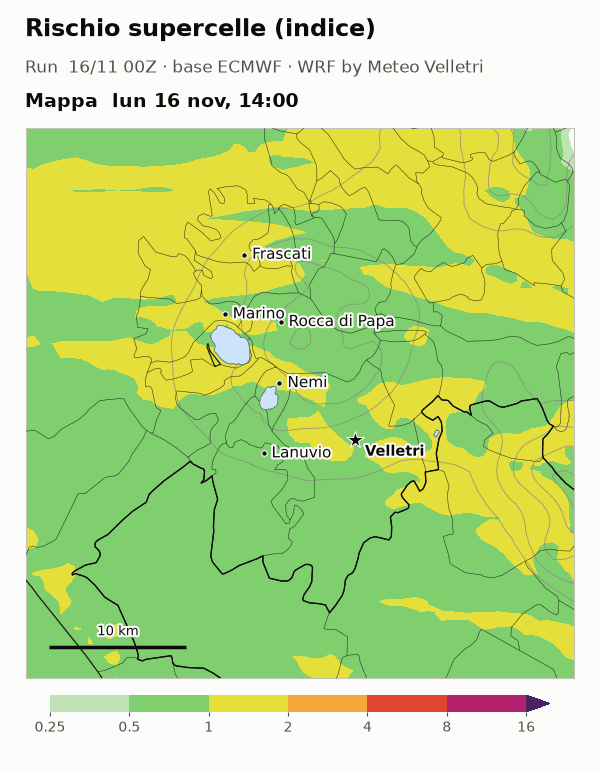 Rischio supercelle (indice)
Run  16/11 00Z · base ECMWF · WRF by Meteo Velletri
Mappa  lun 16 nov, 14:00
Frascati
Marino
Rocca di Papa
Nemi
Velletri
Lanuvio
10 km
0.25 0.5 1 2 4 8 16